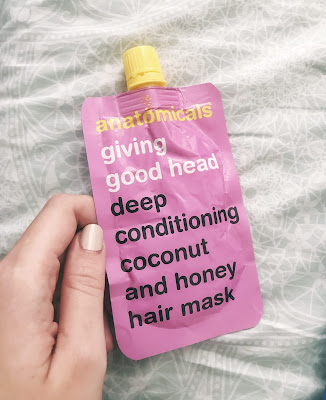 anatomicals
giving
good head
deep
conditioning
coconut
and honey
hair mask